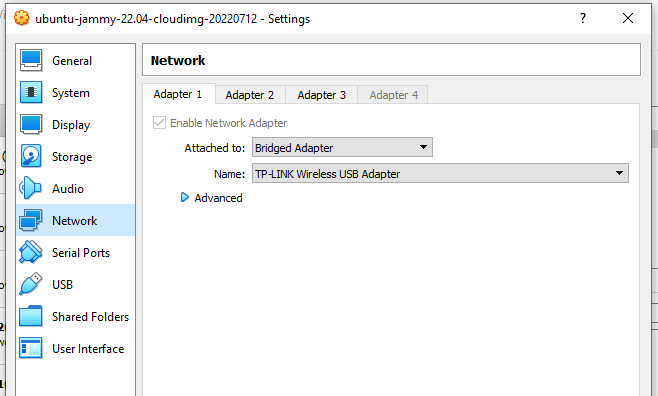 ubuntu-jammy-22.04-cloudimg-20220712 - Settings
? ×
General
System
Display
Storage
Audio
Network
Serial Ports
USB
Shared Folders
User Interface
Network
Adapter 1 Adapter 2 Adapter 3 Adapter 4
Enable Network Adapter
Attached to: Bridged Adapter
Name: TP-LINK Wireless USB Adapter
Advanced